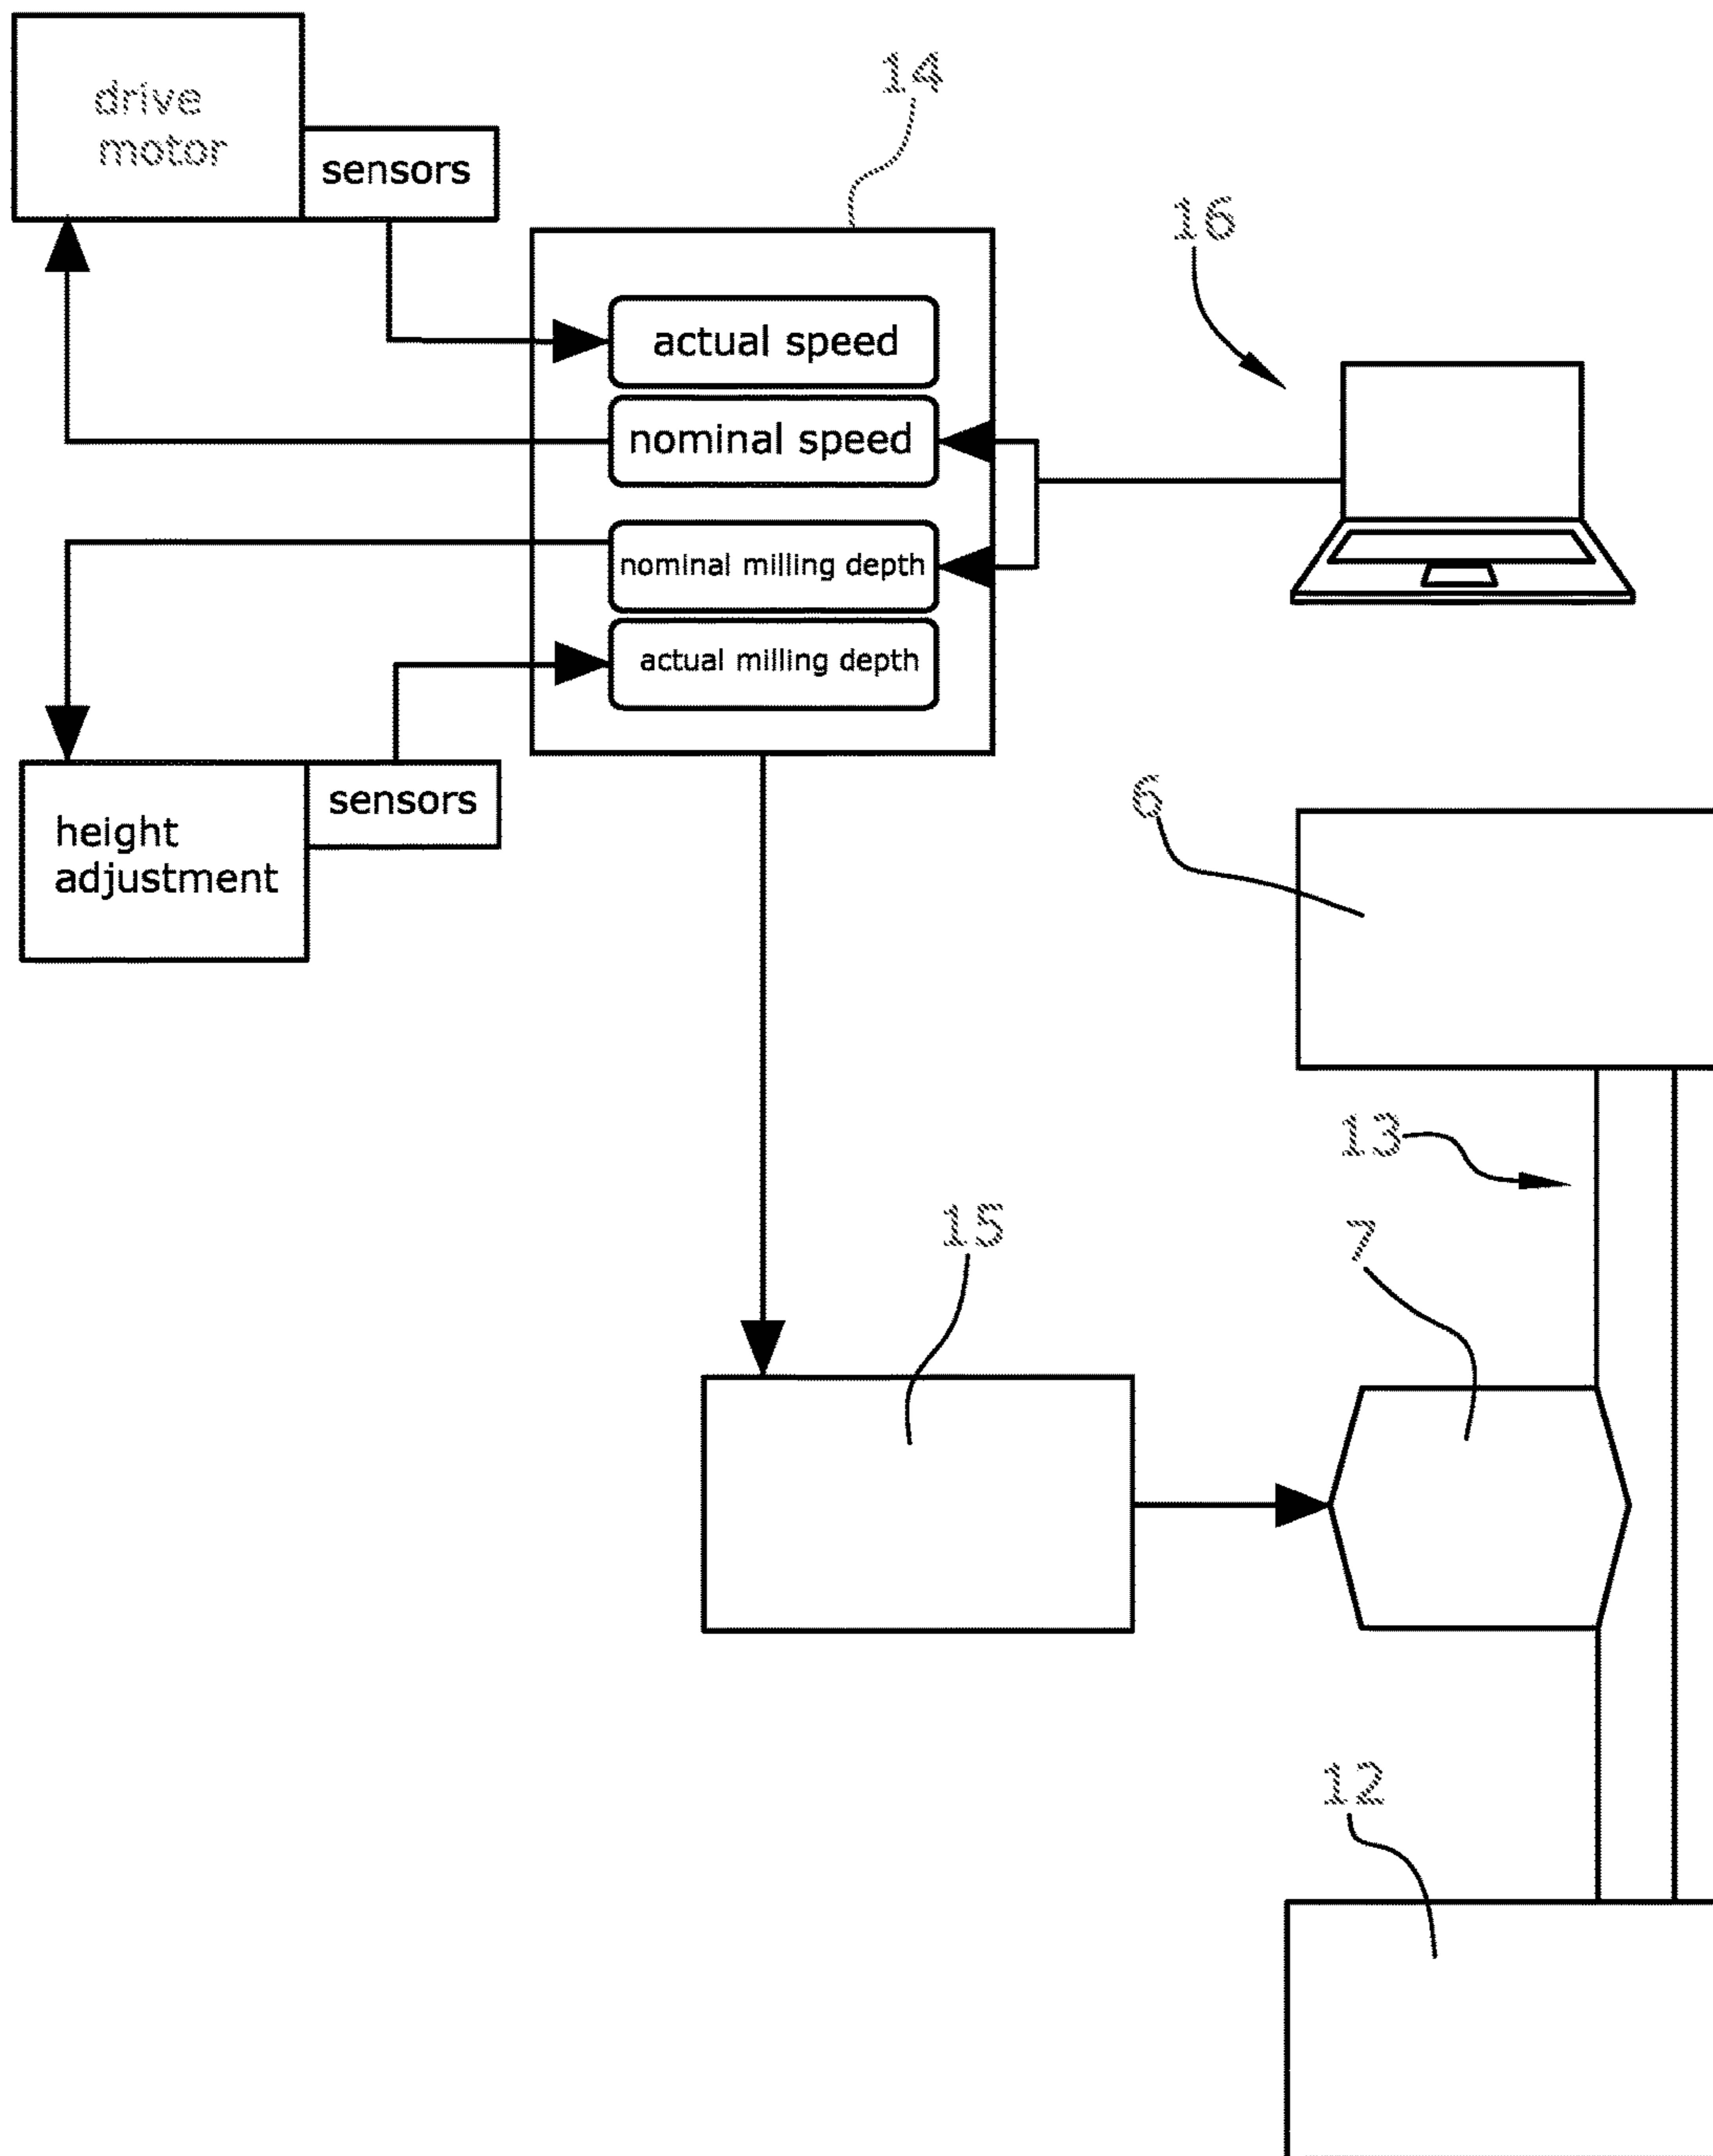 drive
motor
sensors
14
16
actual speed
nominal speed
nominal milling depth
actual milling depth
sensors
height
adjustment
6
13
15
7
12